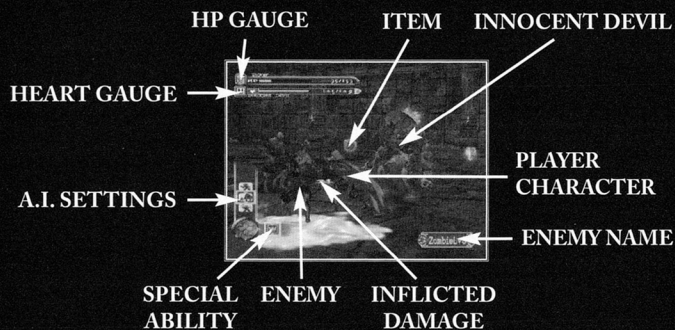 HP GAUGE
ITEM
INNOCENT DEVIL
HEART GAUGE
PLAYER
CHARACTER
A.I. SETTINGS
ENEMY NAME
SPECIAL
ABILITY
ENEMY
INFLICTED
DAMAGE